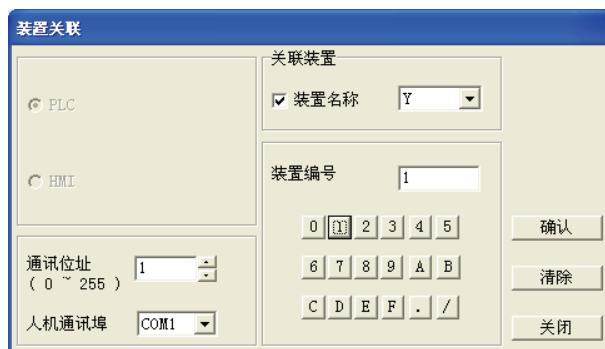 装置关联
PLC
HMI
通讯位址
( 0 ~ 255 )
1
人机通讯埠
COM1
关联装置
装置名称
Y
装置编号
1
0 1 2 3 4 5
6 7 8 9 A B
C D E F . /
确认
清除
关闭